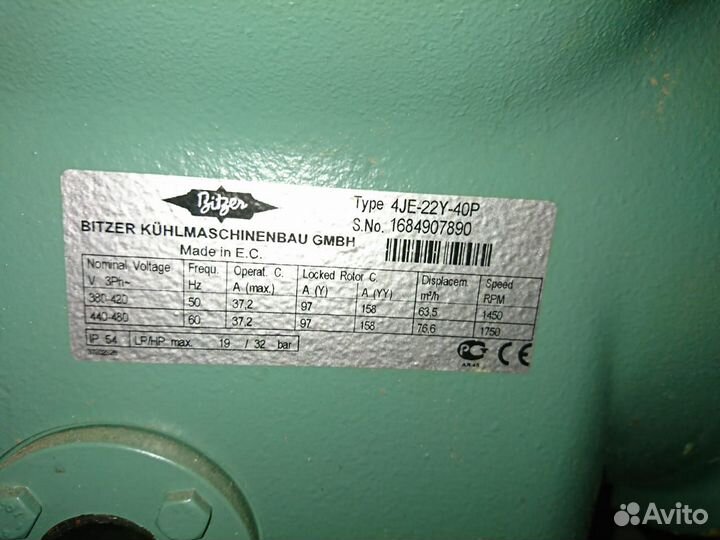 Bitzer
Type 4JE-22Y-40P
S.No. 1684907890
BITZER KÜHLMASCHINENBAU GMBH
Made in E.C.
Nominal Voltage Frequ. Operat. C. Locked Rotor C. Displacem. Speed
V 3Ph~ Hz A (max.) A (Y) A (YY) m³/h RPM
380-420 50 37,2 97 158 63,5 1450
440-480 60 37,2 97 158 76,6 1750
IP 54 LP/HP max. 19 / 32 bar
РСТ CE
Avito